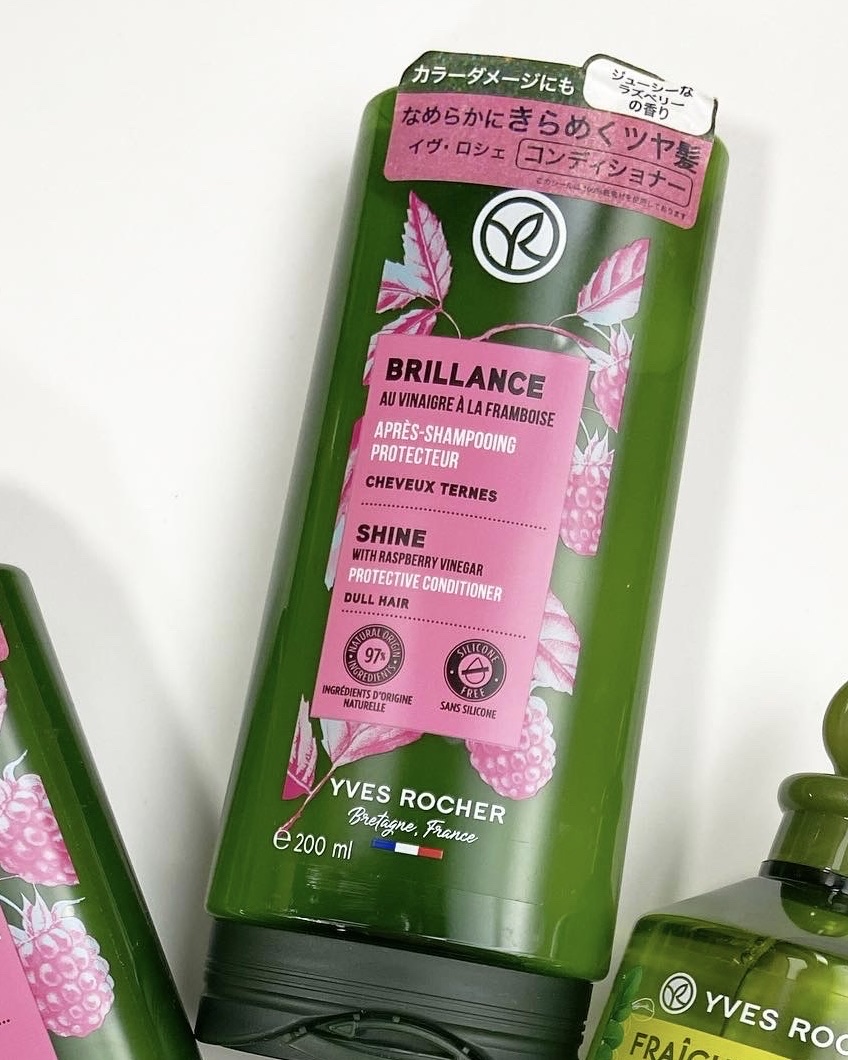 カラーダメージにも
ジューシーな
ラズベリー
の香り
なめらかにきらめくツヤ髪
イヴ・ロシェ コンディショナー
BRILLANCE
AU VINAIGRE À LA FRAMBOISE
APRÈS-SHAMPOOING
PROTECTEUR
CHEVEUX TERNES
SHINE
WITH RASPBERRY VINEGAR
PROTECTIVE CONDITIONER
DULL HAIR
NATURAL ORIGIN
97%
INGREDIENTS
INGRÉDIENTS D'ORIGINE
NATURELLE
SILICONE
FREE
SANS SILICONE
YVES ROCHER
Bretagne, France
e 200 ml
YVES ROC
FRAÎC